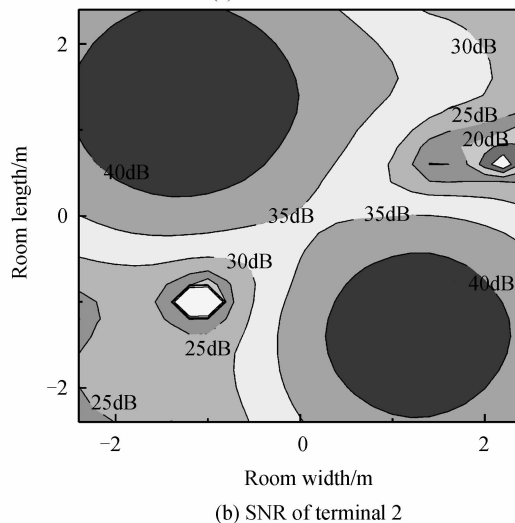 2
0
−2
−2
0
2
Room length/m
Room width/m
30dB
25dB
20dB
40dB
35dB
35dB
30dB
40dB
25dB
25dB
(b) SNR of terminal 2